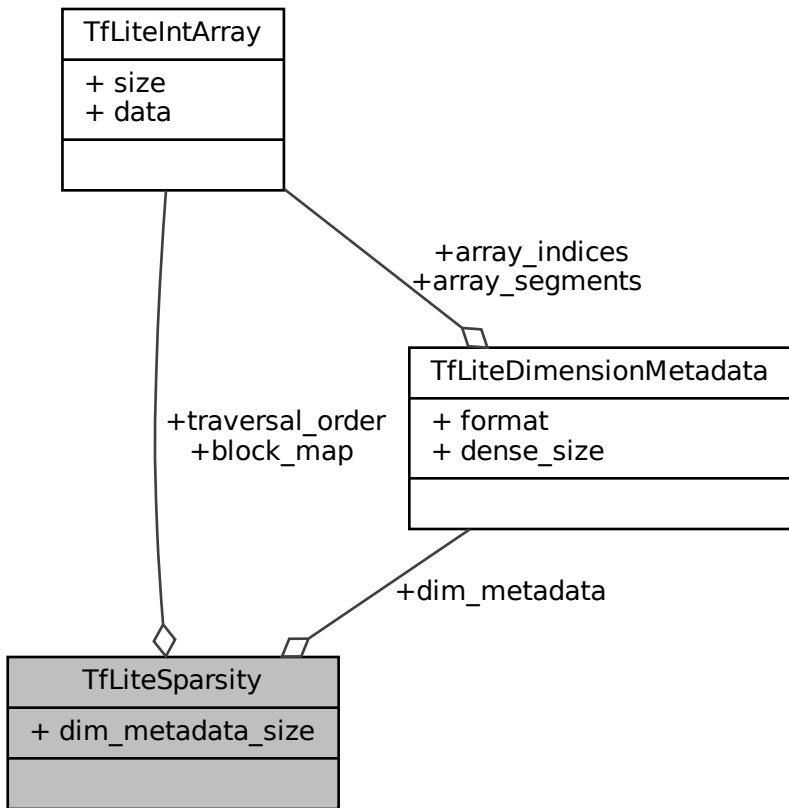 TfLiteIntArray
+ size
+ data
+array_indices
+array_segments
TfLiteDimensionMetadata
+ format
+ dense_size
+traversal_order
+block_map
+dim_metadata
TfLiteSparsity
+ dim_metadata_size